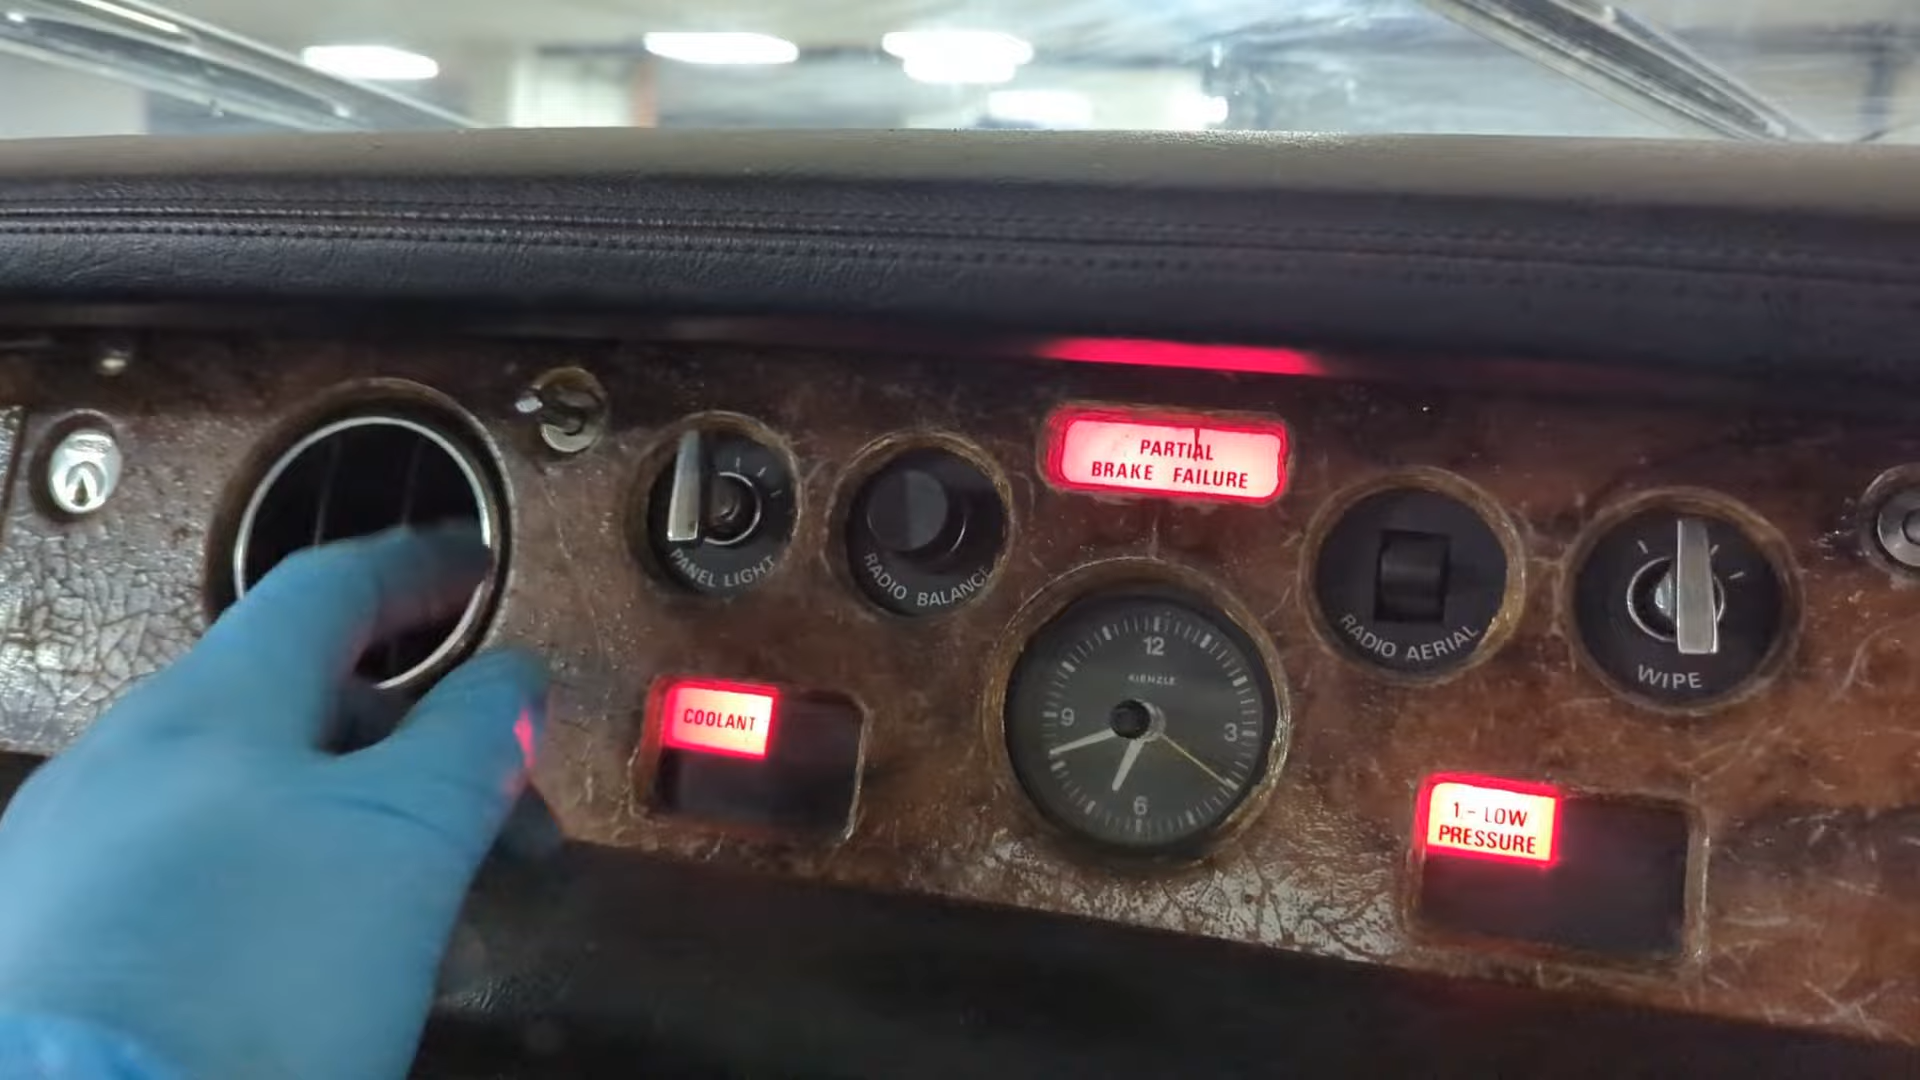 PARTIAL
BRAKE FAILURE
PANEL LIGHT
RADIO BALANCE
RADIO AERIAL
WIPE
COOLANT
12
KIENZLE
9
3
6
1-LOW
PRESSURE